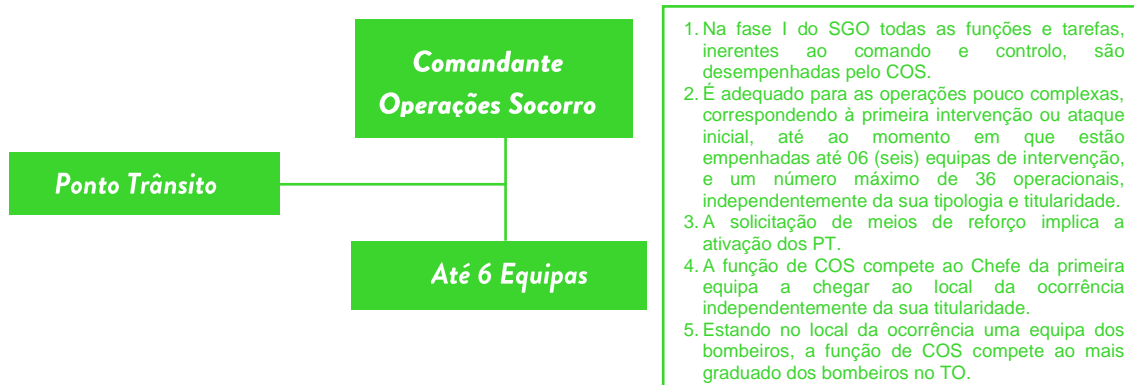 Comandante
Operações Socorro
Ponto Trânsito
Até 6 Equipas
1. Na fase I do SGO todas as funções e tarefas,
inerentes ao comando e controlo, são
desempenhadas pelo COS.
2. É adequado para as operações pouco complexas,
correspondendo à primeira intervenção ou ataque
inicial, até ao momento em que estão
empenhadas até 06 (seis) equipas de intervenção,
e um número máximo de 36 operacionais,
independentemente da sua tipologia e titularidade.
3. A solicitação de meios de reforço implica a
ativação dos PT.
4. A função de COS compete ao Chefe da primeira
equipa a chegar ao local da ocorrência
independentemente da sua titularidade.
5. Estando no local da ocorrência uma equipa dos
bombeiros, a função de COS compete ao mais
graduado dos bombeiros no TO.